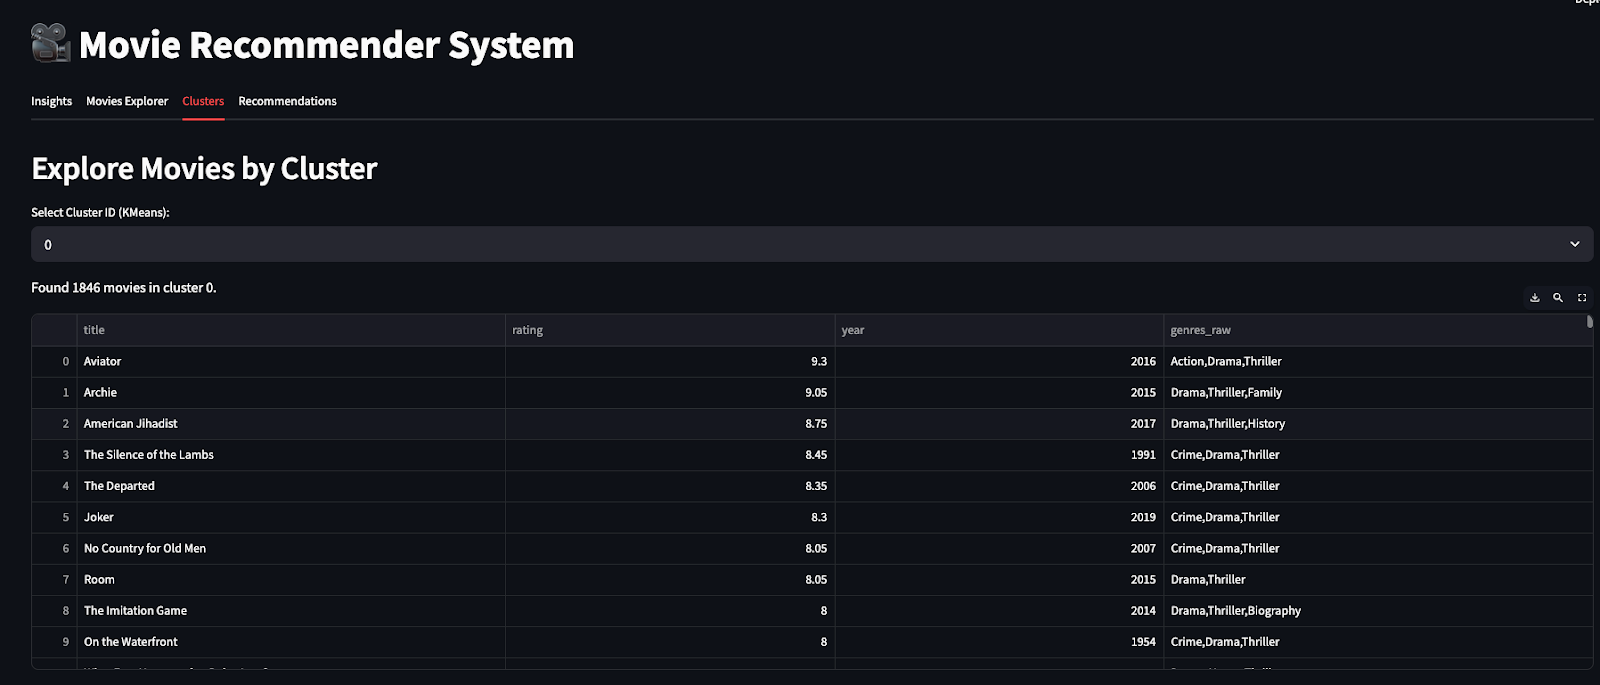 Movie Recommender System
Insights Movies Explorer Clusters Recommendations
Explore Movies by Cluster
Select Cluster ID (KMeans):
0
Found 1846 movies in cluster 0.
title rating year genres_raw
0 Aviator 9.3 2016 Action,Drama,Thriller
1 Archie 9.05 2015 Drama,Thriller,Family
2 American Jihadist 8.75 2017 Drama,Thriller,History
3 The Silence of the Lambs 8.45 1991 Crime,Drama,Thriller
4 The Departed 8.35 2006 Crime,Drama,Thriller
5 Joker 8.3 2019 Crime,Drama,Thriller
6 No Country for Old Men 8.05 2007 Crime,Drama,Thriller
7 Room 8.05 2015 Drama,Thriller
8 The Imitation Game 8 2014 Drama,Thriller,Biography
9 On the Waterfront 8 1954 Crime,Drama,Thriller